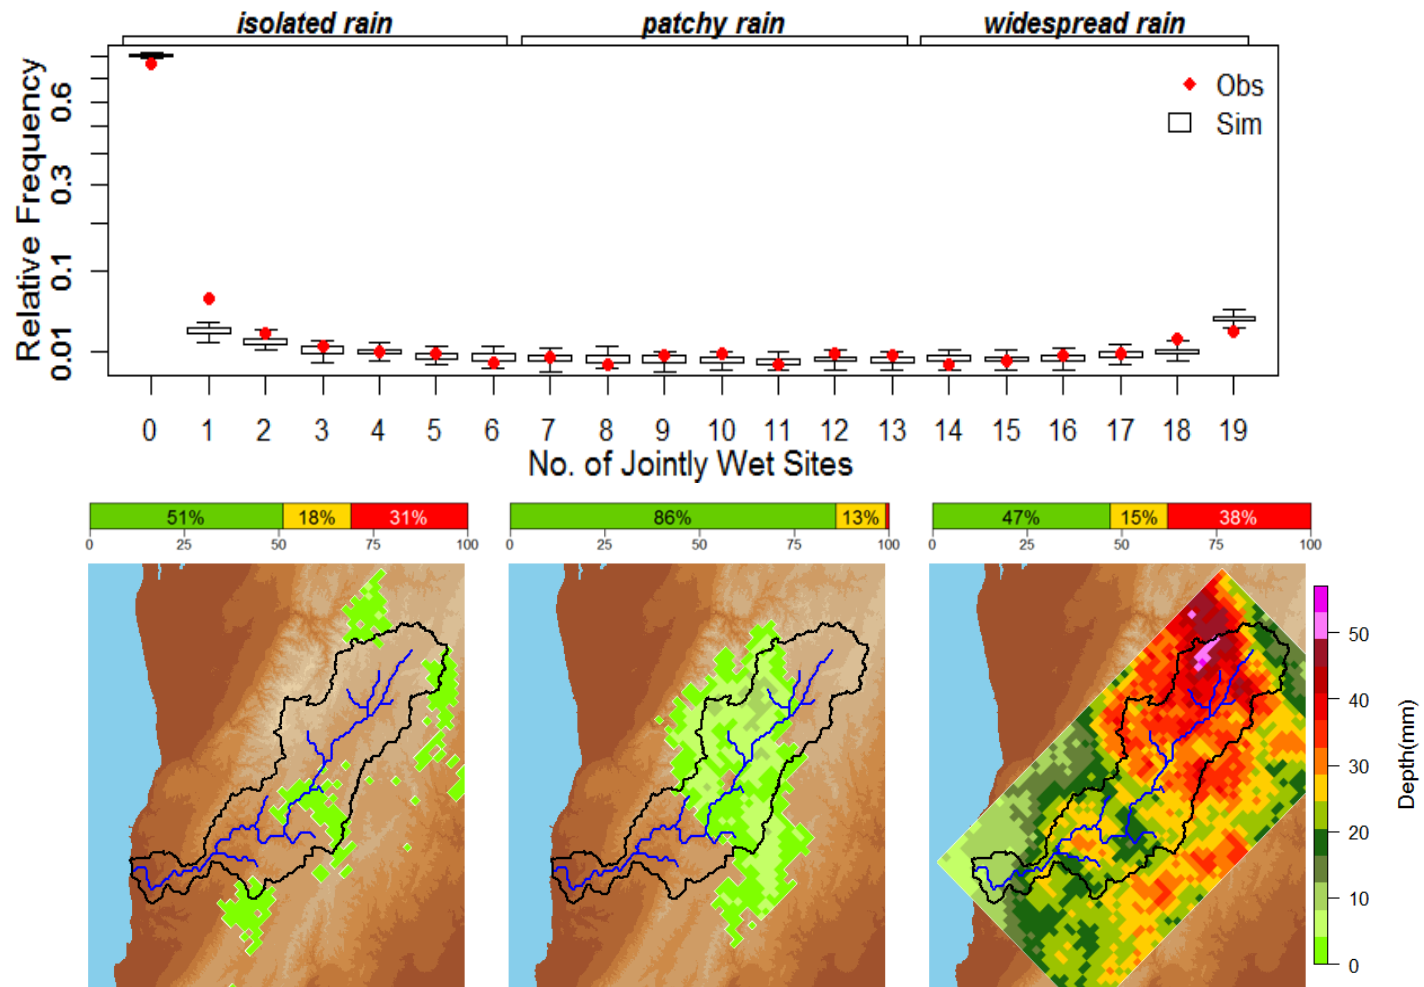 isolated rain patchy rain widespread rain
Relative Frequency
0.6
0.3
0.1
0.01
Obs
Sim
0 1 2 3 4 5 6 7 8 9 10 11 12 13 14 15 16 17 18 19
No. of Jointly Wet Sites
51% 18% 31%
0 25 50 75 100
86% 13%
0 25 50 75 100
47% 15% 38%
0 25 50 75 100
50
40
30
20
10
0
Depth(mm)